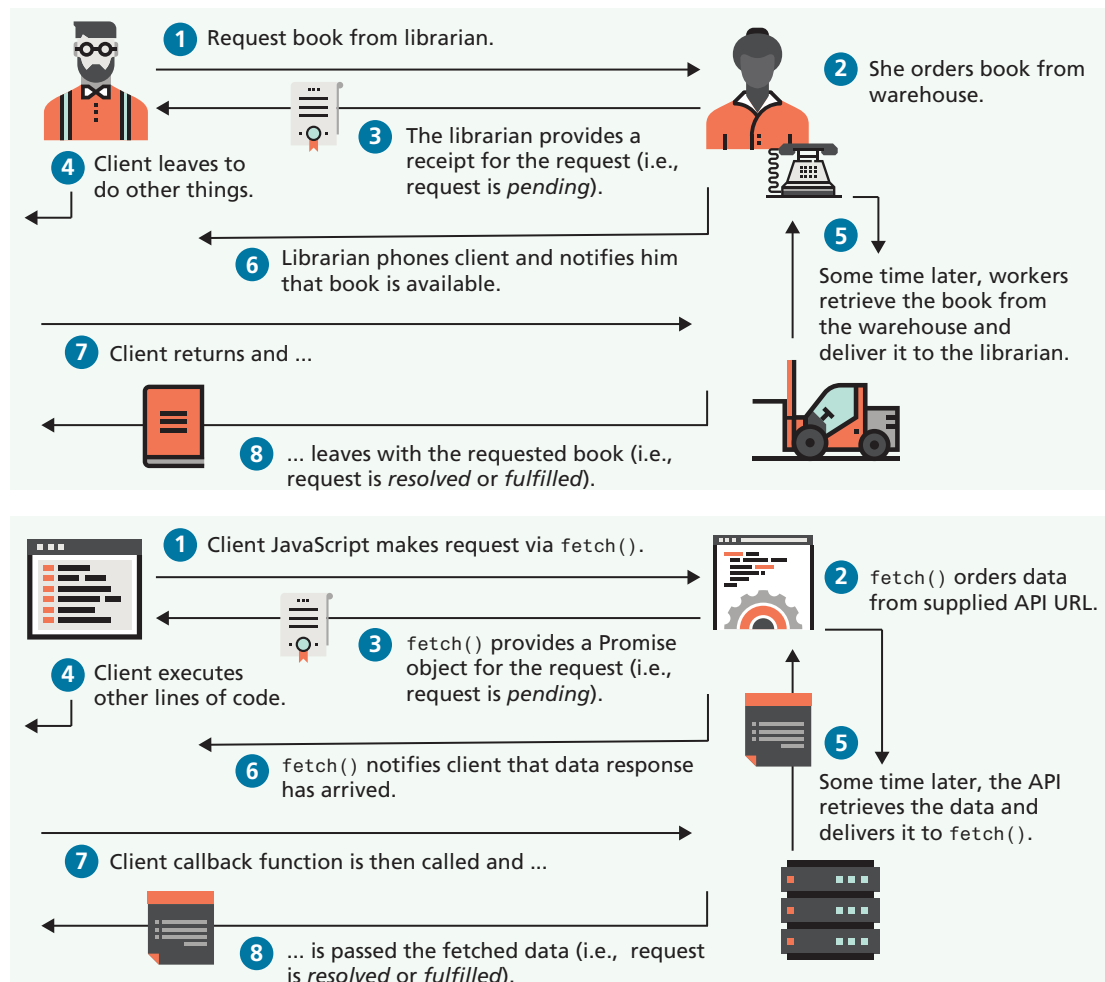 1 Request book from librarian.
2 She orders book from
warehouse.
3 The librarian provides a
receipt for the request (i.e.,
request is pending).
4 Client leaves to
do other things.
5
Some time later, workers
retrieve the book from
the warehouse and
deliver it to the librarian.
6 Librarian phones client and notifies him
that book is available.
7 Client returns and ...
8 ... leaves with the requested book (i.e.,
request is resolved or fulfilled).
1 Client JavaScript makes request via fetch().
2 fetch() orders data
from supplied API URL.
3 fetch() provides a Promise
object for the request (i.e.,
request is pending).
4 Client executes
other lines of code.
5
Some time later, the API
retrieves the data and
delivers it to fetch().
6 fetch() notifies client that data response
has arrived.
7 Client callback function is then called and ...
8 ... is passed the fetched data (i.e., request
is resolved or fulfilled).